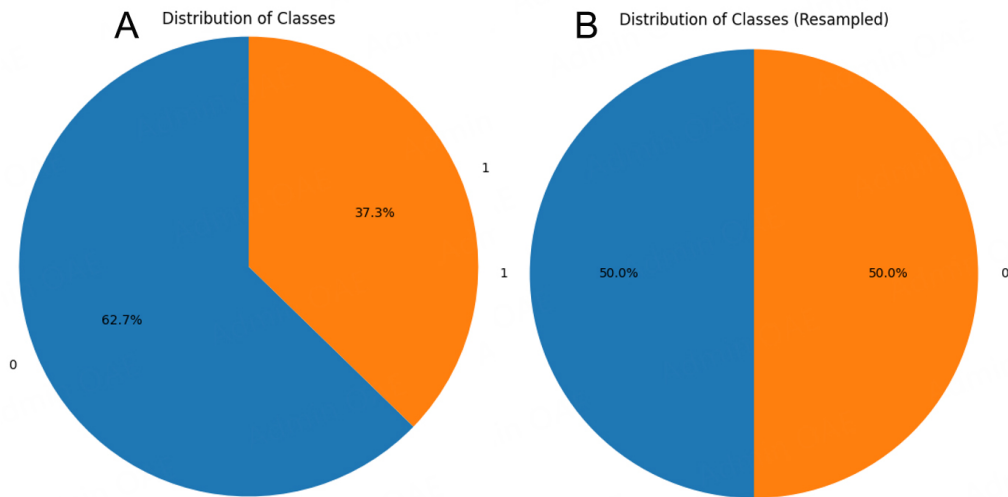 A
Distribution of Classes
1
37.3%
62.7%
0
B
Distribution of Classes (Resampled)
1
50.0%
50.0%
0